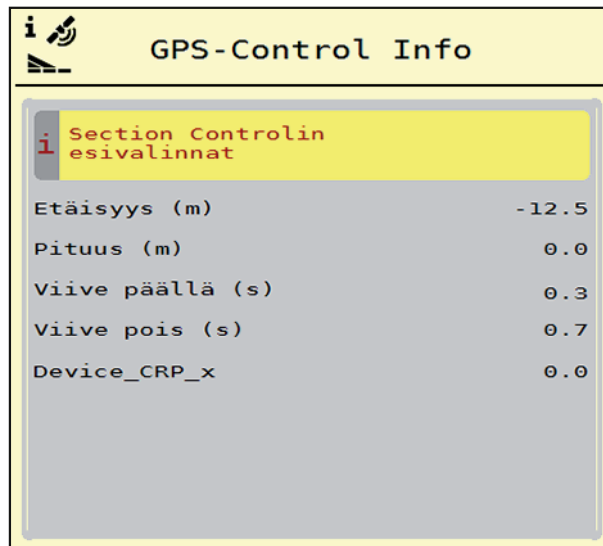 i
GPS-Control Info
i
Section Controlin
esivalinnat
Etäisyys (m) -12.5
Pituus (m) 0.0
Viive päällä (s) 0.3
Viive pois (s) 0.7
Device_CRP_x 0.0